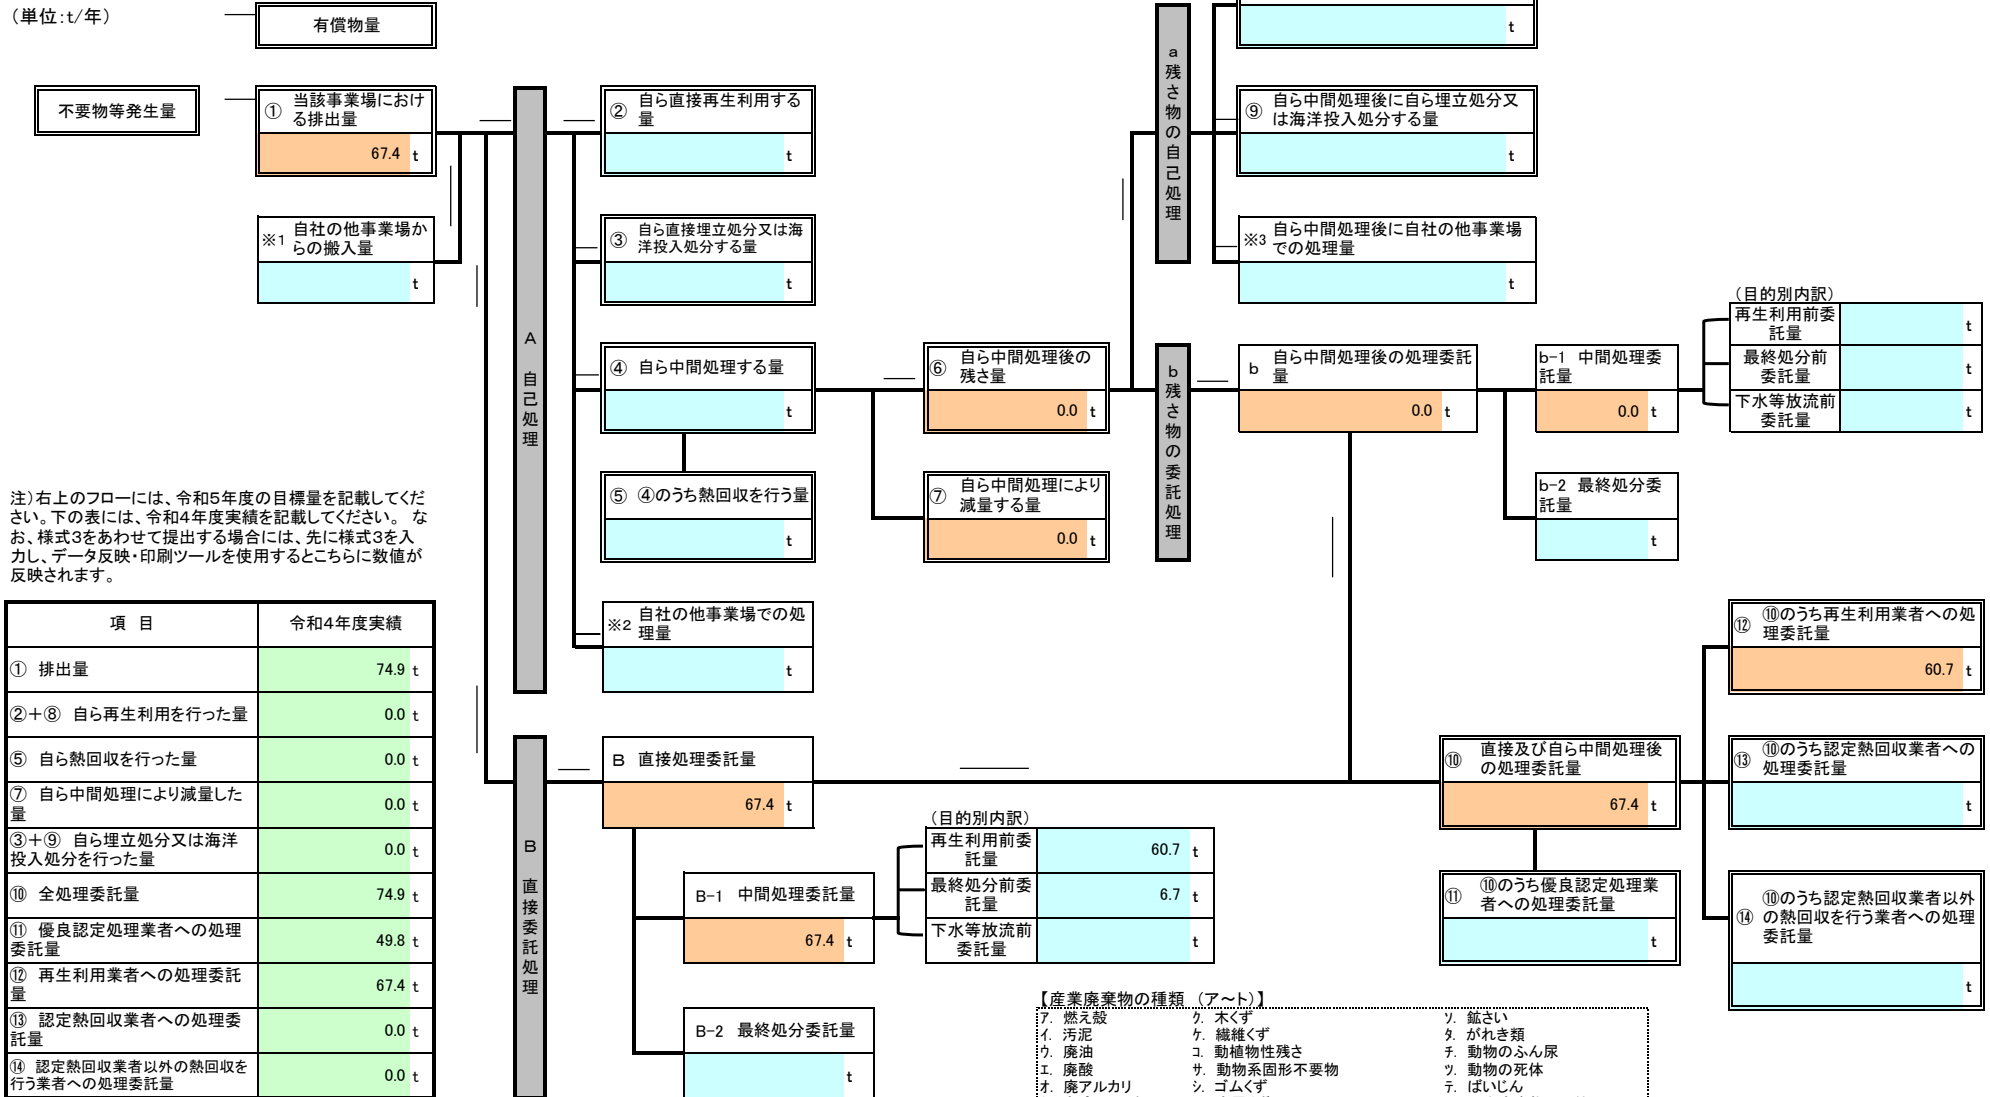 (単位:t/年)
有償物量
t
不要物等発生量
① 当該事業場におけ
る排出量
67.4 t
※1 自社の他事業場か
らの搬入量
t
A 自己処理
② 自ら直接再生利用する
量
t
③ 自ら直接埋立処分又は海
洋投入処分する量
t
④ 自ら中間処理する量
t
⑤ ④のうち熱回収を行う量
t
※2 自社の他事業場での処
理量
t
⑥ 自ら中間処理後の
残さ量
0.0 t
⑦ 自ら中間処理により
減量する量
0.0 t
a 残さ物の自己処理
⑨ 自ら中間処理後に自ら埋立処分又
は海洋投入処分する量
t
※3 自ら中間処理後に自社の他事業場
での処理量
t
b 残さ物の委託処理
b 自ら中間処理後の処理委託
量
0.0 t
b-1 中間処理委
託量
0.0 t
b-2 最終処分委
託量
t
(目的別内訳)
再生利用前委
託量
t
最終処分前
委託量
t
下水等放流前
委託量
t
注)右上のフローには、令和5年度の目標量を記載してくだ
さい。下の表には、令和4年度実績を記載してください。 な
お、様式3をあわせて提出する場合には、先に様式3を入
力し、データ反映・印刷ツールを使用するとこちらに数値が
反映されます。
項 目 令和4年度実績
① 排出量 74.9 t
②+⑧ 自ら再生利用を行った量 0.0 t
⑤ 自ら熱回収を行った量 0.0 t
⑦ 自ら中間処理により減量した
量 0.0 t
③+⑨ 自ら埋立処分又は海洋
投入処分を行った量 0.0 t
⑩ 全処理委託量 74.9 t
⑪ 優良認定処理業者への処理
委託量 49.8 t
⑫ 再生利用業者への処理委託
量 67.4 t
⑬ 認定熱回収業者への処理委
託量 0.0 t
⑭ 認定熱回収業者以外の熱回収を
行う業者への処理委託量 0.0 t
B 直接委託処理
B 直接処理委託量
67.4 t
B-1 中間処理委託量
67.4 t
B-2 最終処分委託量
t
(目的別内訳)
再生利用前委
託量
60.7 t
最終処分前委
託量
6.7 t
下水等放流前
委託量
t
⑩ 直接及び自ら中間処理後
の処理委託量
67.4 t
⑪ ⑩のうち優良認定処理業
者への処理委託量
t
⑫ ⑩のうち再生利用業者への処
理委託量
60.7 t
⑬ ⑩のうち認定熱回収業者への
処理委託量
t
⑭ ⑩のうち認定熱回収業者以外
の熱回収を行う業者への処理
委託量
t
【産業廃棄物の種類 (ア~ト)】
ア. 燃え殻 ク. 木くず ソ. 鉱さい
イ. 汚泥 ケ. 繊維くず タ. がれき類
ウ. 廃油 コ. 動植物性残さ チ. 動物のふん尿
エ. 廃酸 サ. 動物系固形不要物 ツ. 動物の死体
オ. 廃アルカリ シ. ゴムくず テ. ばいじん